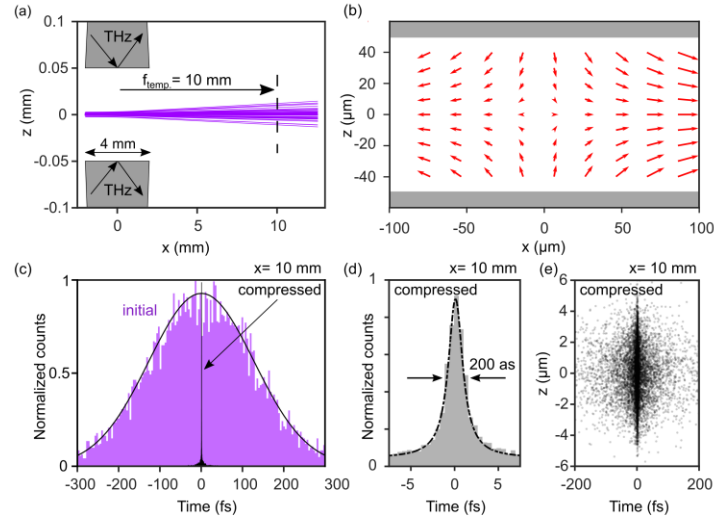 (a)
THz
f_temp. = 10 mm
4 mm
THz
z (mm)
0.1
0.05
0
-0.05
-0.1
0
5
10
x (mm)
(b)
z (µm)
40
20
0
-20
-40
-100
-50
0
50
100
x (µm)
(c)
x= 10 mm
initial
compressed
Normalized counts
1
0.5
0
-300
-200
-100
0
100
200
300
Time (fs)
(d)
x= 10 mm
compressed
200 as
Normalized counts
1
0.5
0
-5
0
5
Time (fs)
(e)
x= 10 mm
compressed
z (µm)
6
4
2
0
-2
-4
-6
-200
0
200
Time (fs)